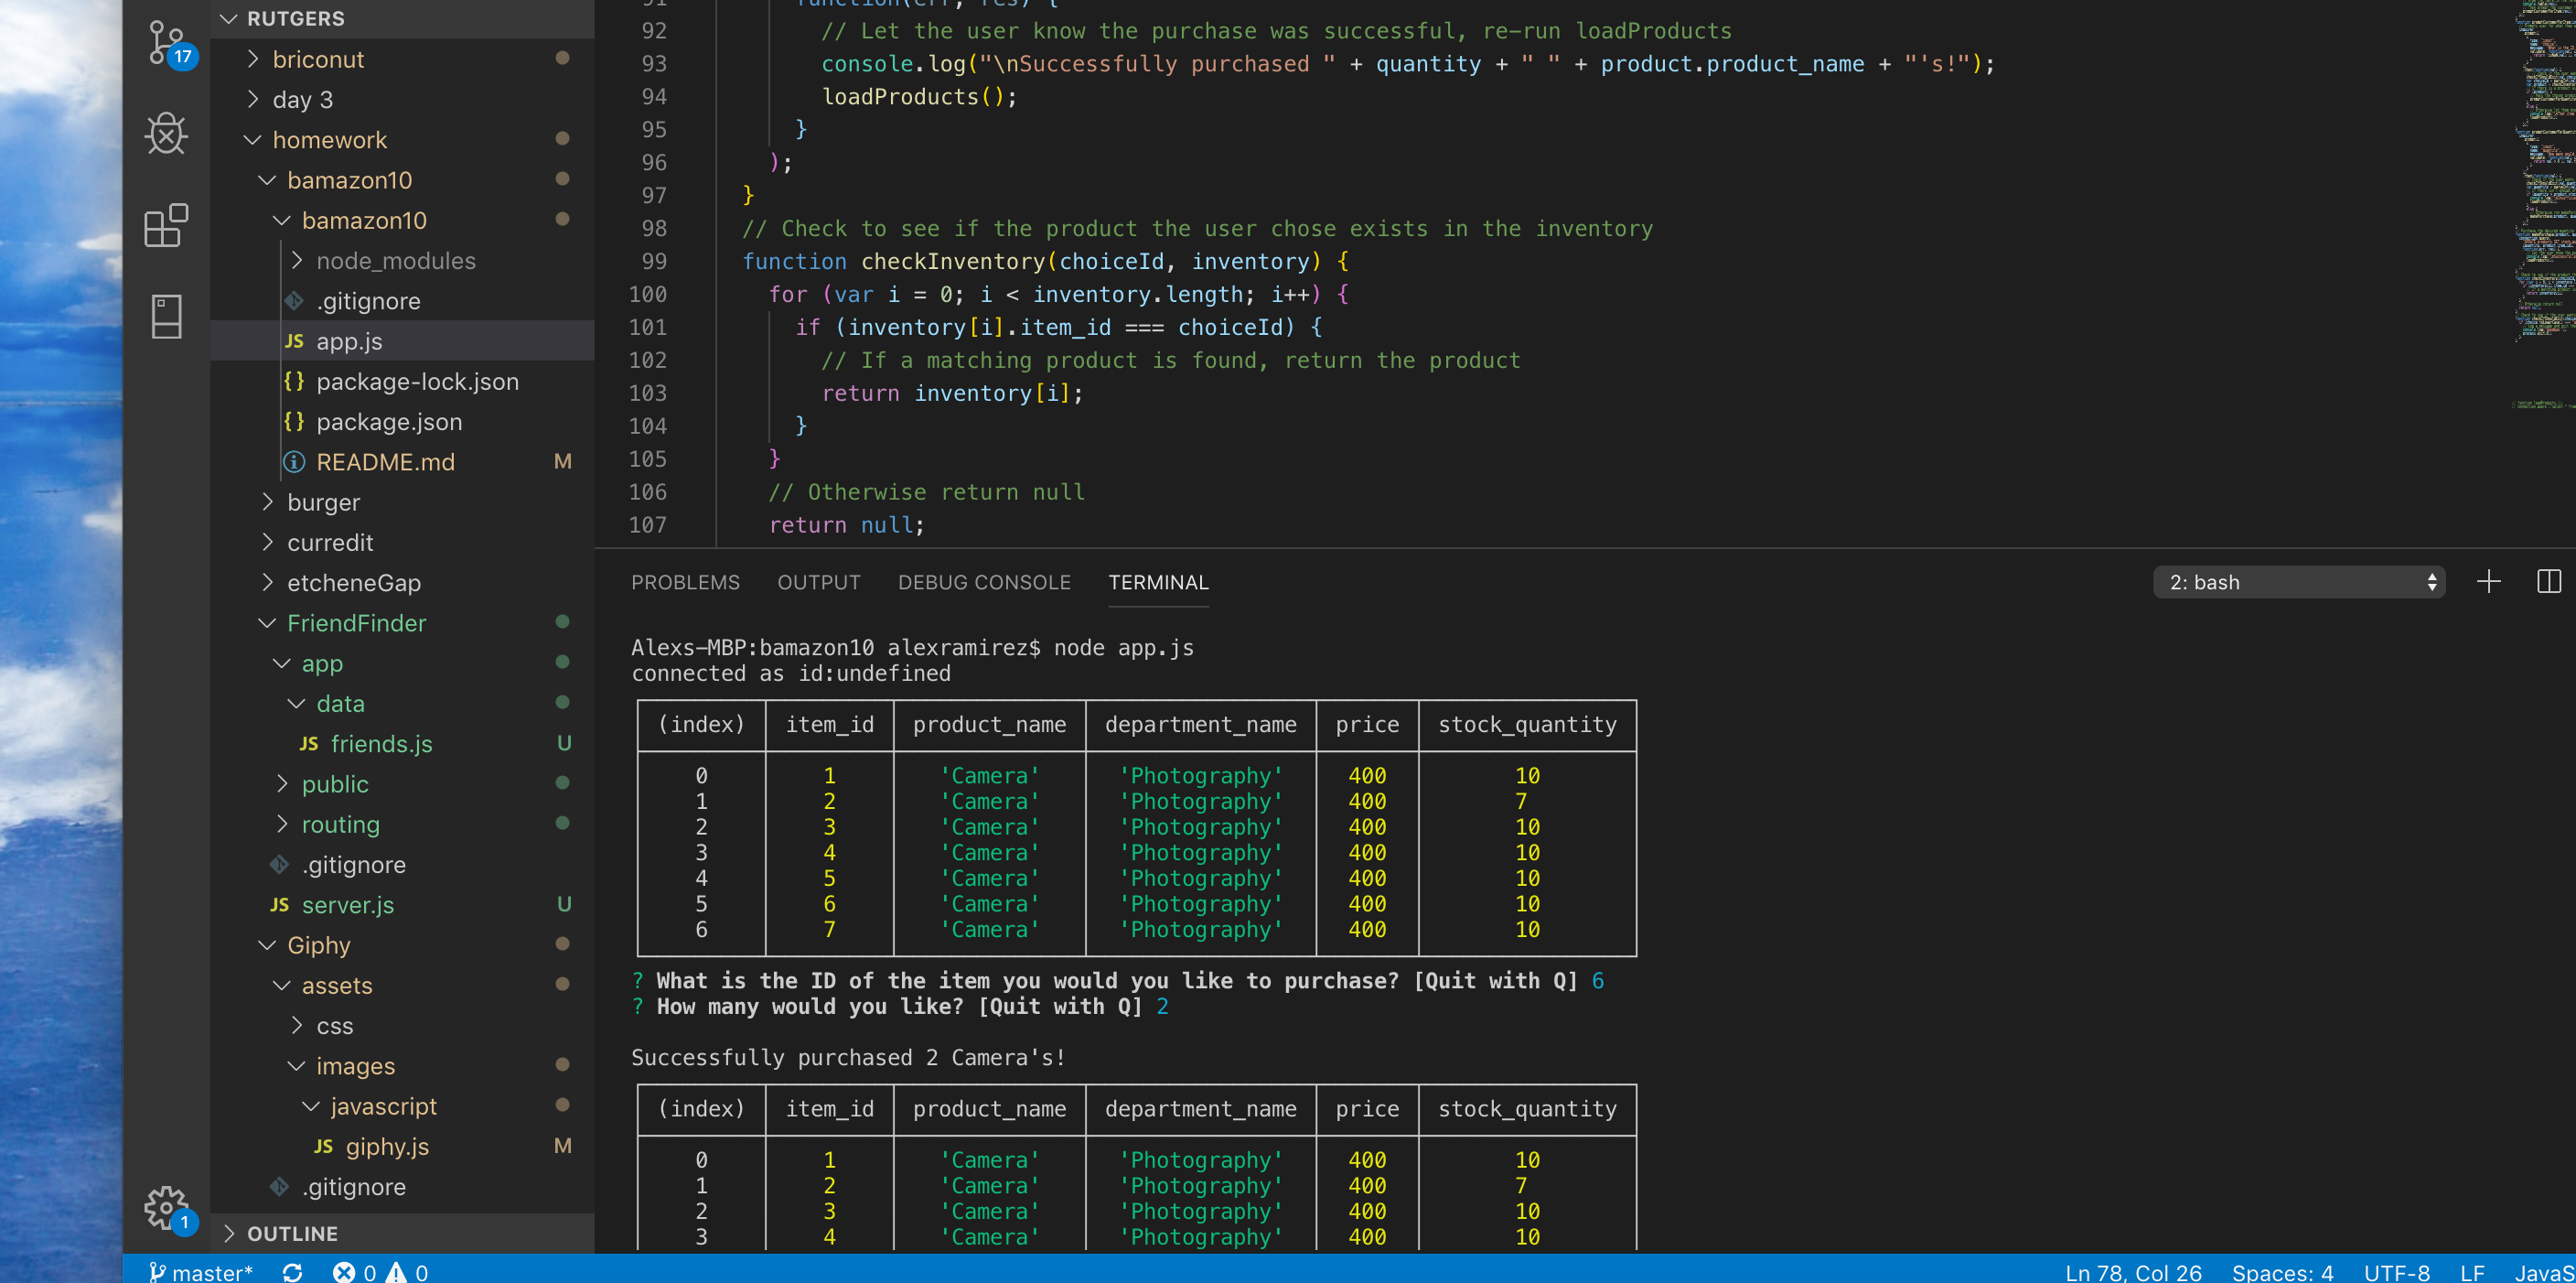 17
1
RUTGERS
briconut
day 3
homework
bamazon10
bamazon10
node_modules
.gitignore
JS app.js
{} package-lock.json
{} package.json
README.md M
burger
curredit
etcheneGap
FriendFinder
app
data
JS friends.js U
public
routing
.gitignore
JS server.js U
Giphy
assets
css
images
javascript
JS giphy.js M
.gitignore
OUTLINE
92 // Let the user know the purchase was successful, re-run loadProducts
93 console.log("\nSuccessfully purchased " + quantity + " " + product.product_name + "'s!");
94 loadProducts();
95 }
96 );
97 }
98 // Check to see if the product the user chose exists in the inventory
99 function checkInventory(choiceId, inventory) {
100 for (var i = 0; i < inventory.length; i++) {
101 if (inventory[i].item_id === choiceId) {
102 // If a matching product is found, return the product
103 return inventory[i];
104 }
105 }
106 // Otherwise return null
107 return null;
PROBLEMS OUTPUT DEBUG CONSOLE TERMINAL 2: bash
Alexs-MBP:bamazon10 alexramirez$ node app.js
connected as id:undefined
(index) item_id product_name department_name price stock_quantity
0 1 'Camera' 'Photography' 400 10
1 2 'Camera' 'Photography' 400 7
2 3 'Camera' 'Photography' 400 10
3 4 'Camera' 'Photography' 400 10
4 5 'Camera' 'Photography' 400 10
5 6 'Camera' 'Photography' 400 10
6 7 'Camera' 'Photography' 400 10
? What is the ID of the item you would you like to purchase? [Quit with Q] 6
? How many would you like? [Quit with Q] 2
Successfully purchased 2 Camera's!
(index) item_id product_name department_name price stock_quantity
0 1 'Camera' 'Photography' 400 10
1 2 'Camera' 'Photography' 400 7
2 3 'Camera' 'Photography' 400 10
3 4 'Camera' 'Photography' 400 10
master* 0 0 Ln 78, Col 26 Spaces: 4 UTF-8 LF JavaS